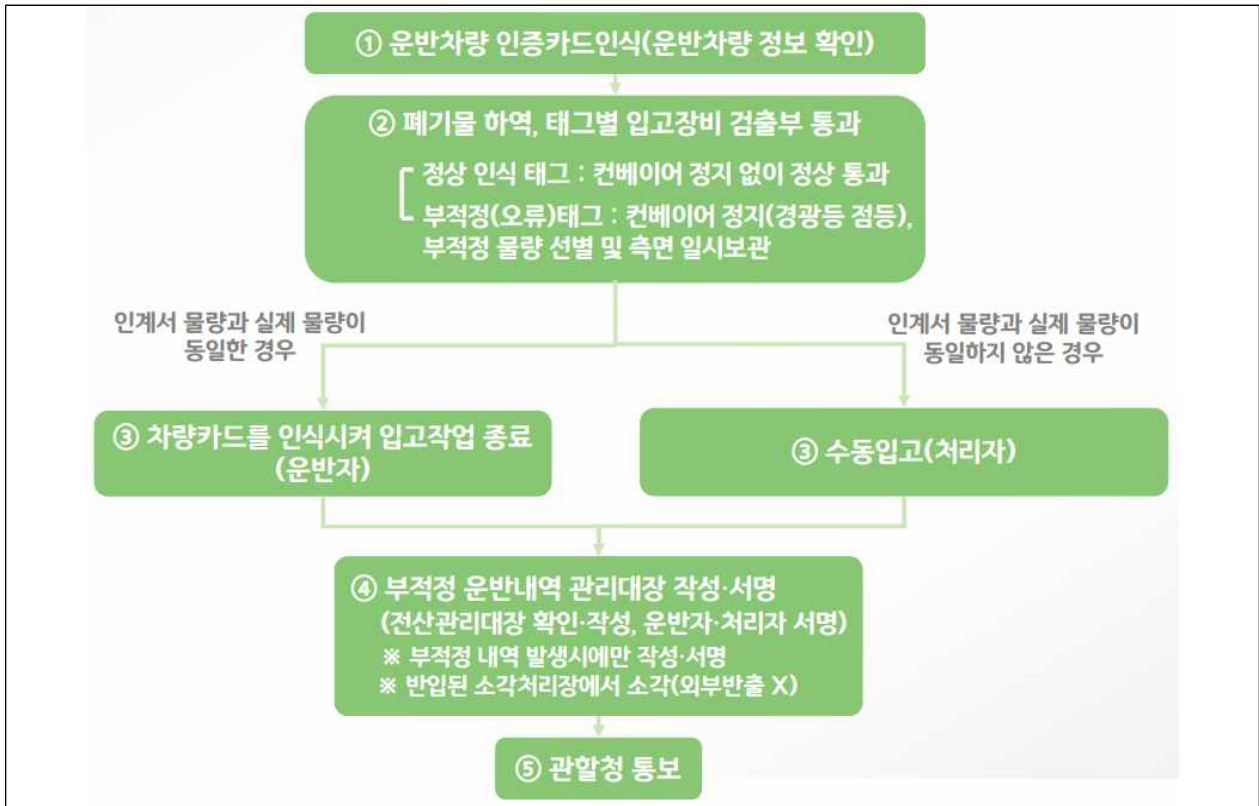 ① 운반차량 인증카드인식(운반차량 정보 확인)
② 폐기물 하역, 태그별 입고장비 검출부 통과
정상 인식 태그 : 컨베이어 정지 없이 정상 통과
부적정(오류)태그 : 컨베이어 정지(경광등 점등),
부적정 물량 선별 및 측면 일시보관
인계서 물량과 실제 물량이
동일한 경우
인계서 물량과 실제 물량이
동일하지 않은 경우
③ 차량카드를 인식시켜 입고작업 종료
(운반자)
③ 수동입고(처리자)
④ 부적정 운반내역 관리대장 작성·서명
(전산관리대장 확인·작성, 운반자·처리자 서명)
※ 부적정 내역 발생시에만 작성·서명
※ 반입된 소각처리장에서 소각(외부반출 X)
⑤ 관할청 통보